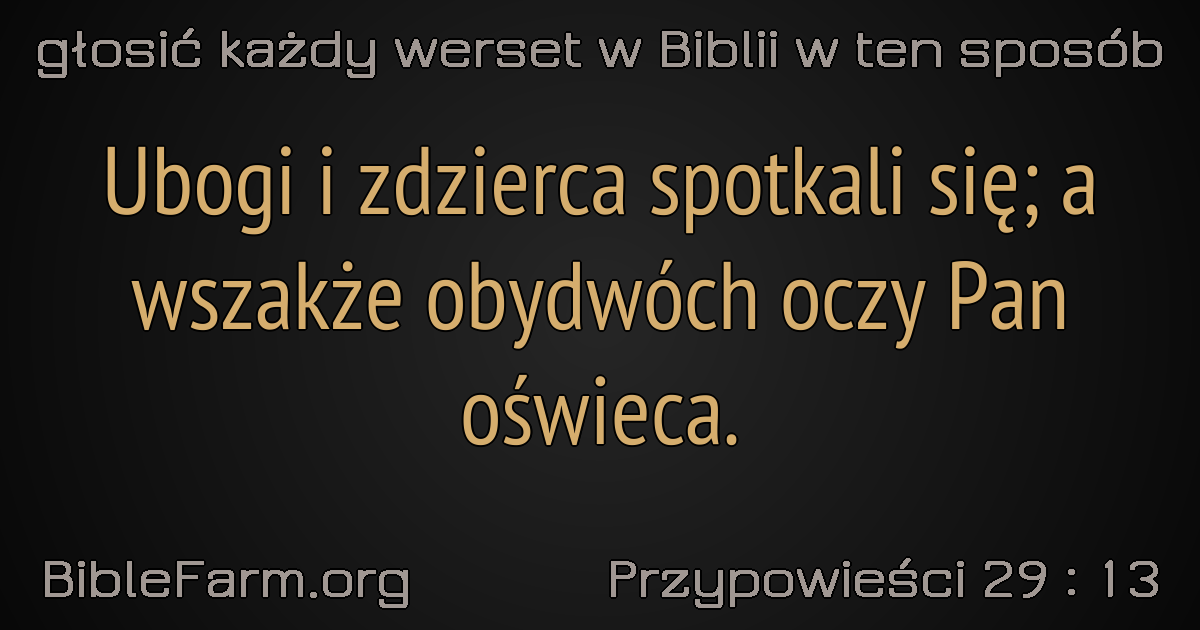 głosić każdy werset w Biblii w ten sposób
Ubogi i zdzierca spotkali się; a
wszakże obydwóch oczy Pan
oświeca.
BibleFarm.org
Przypowieści 29 : 13